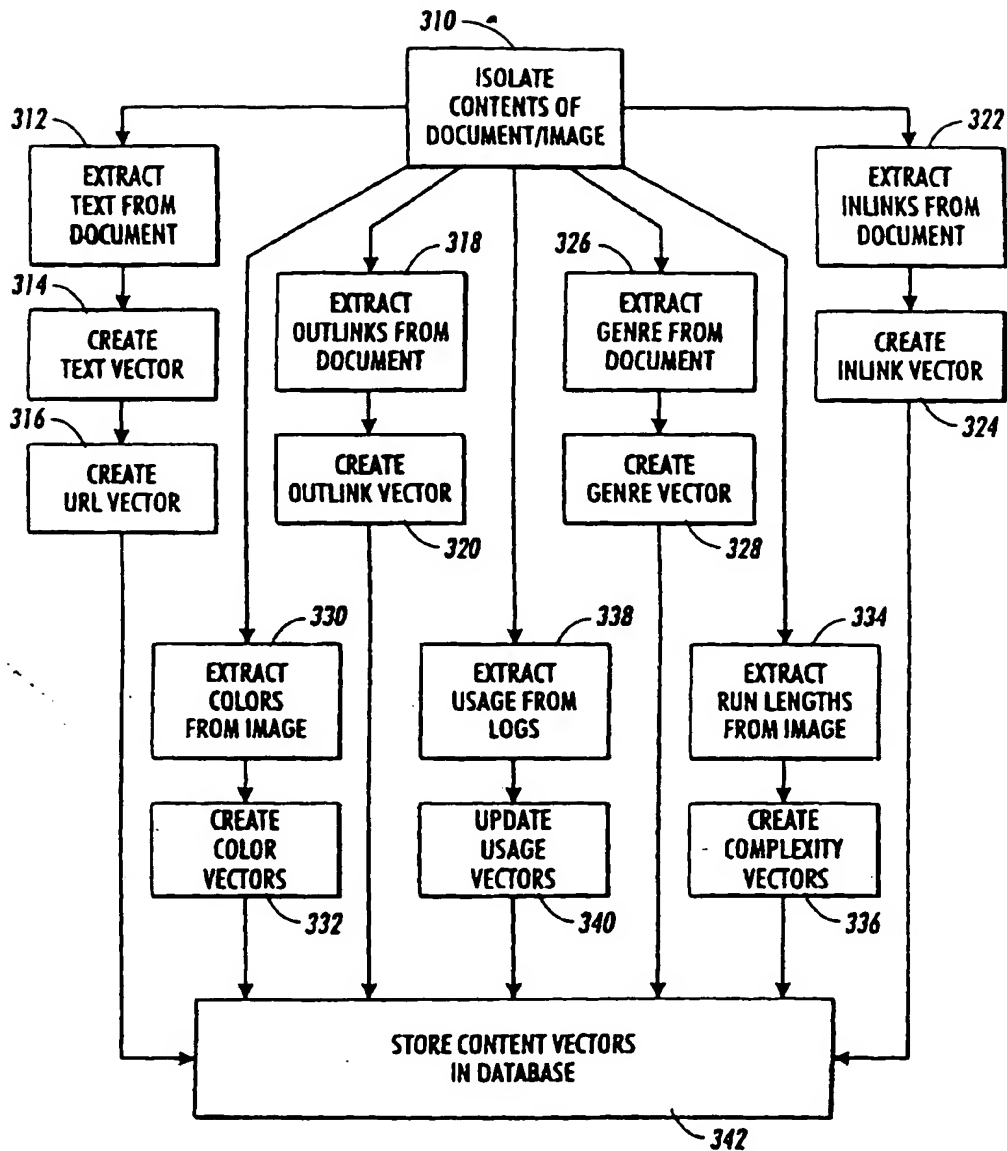 310
ISOLATE
CONTENTS OF
DOCUMENT/IMAGE
312
EXTRACT
TEXT FROM
DOCUMENT
322
EXTRACT
INLINKS FROM
DOCUMENT
318
EXTRACT
OUTLINKS FROM
DOCUMENT
326
EXTRACT
GENRE FROM
DOCUMENT
314
CREATE
TEXT VECTOR
CREATE
INLINK VECTOR
324
316
CREATE
URL VECTOR
CREATE
OUTLINK VECTOR
320
CREATE
GENRE VECTOR
328
330
EXTRACT
COLORS
FROM IMAGE
338
EXTRACT
USAGE FROM
LOGS
334
EXTRACT
RUN LENGTHS
FROM IMAGE
CREATE
COLOR
VECTORS
332
UPDATE
USAGE
VECTORS
340
CREATE
COMPLEXITY
VECTORS
336
STORE CONTENT VECTORS
IN DATABASE
342